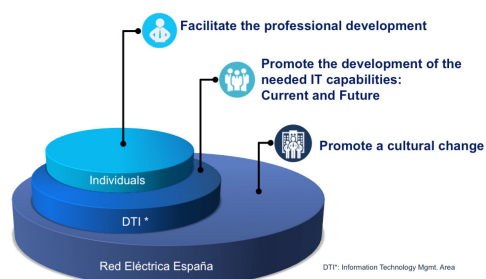 Facilitate the professional development
Promote the development of the
needed IT capabilities:
Current and Future
Promote a cultural change
Individuals
DTI *
Red Eléctrica España
DTI*: Information Technology Mgmt. Area